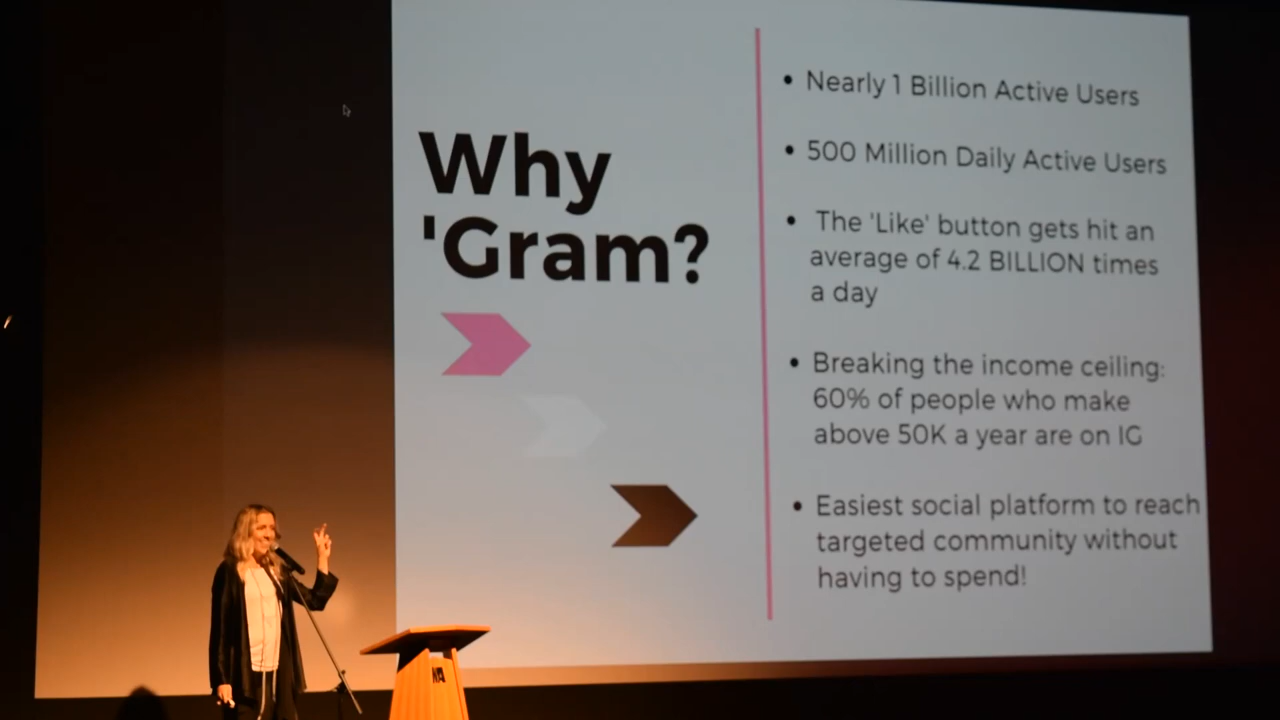 Why
'Gram?
• Nearly 1 Billion Active Users
• 500 Million Daily Active Users
• The 'Like' button gets hit an
average of 4.2 BILLION times
a day
• Breaking the income ceiling:
60% of people who make
above 50K a year are on IG
• Easiest social platform to reach
targeted community without
having to spend!